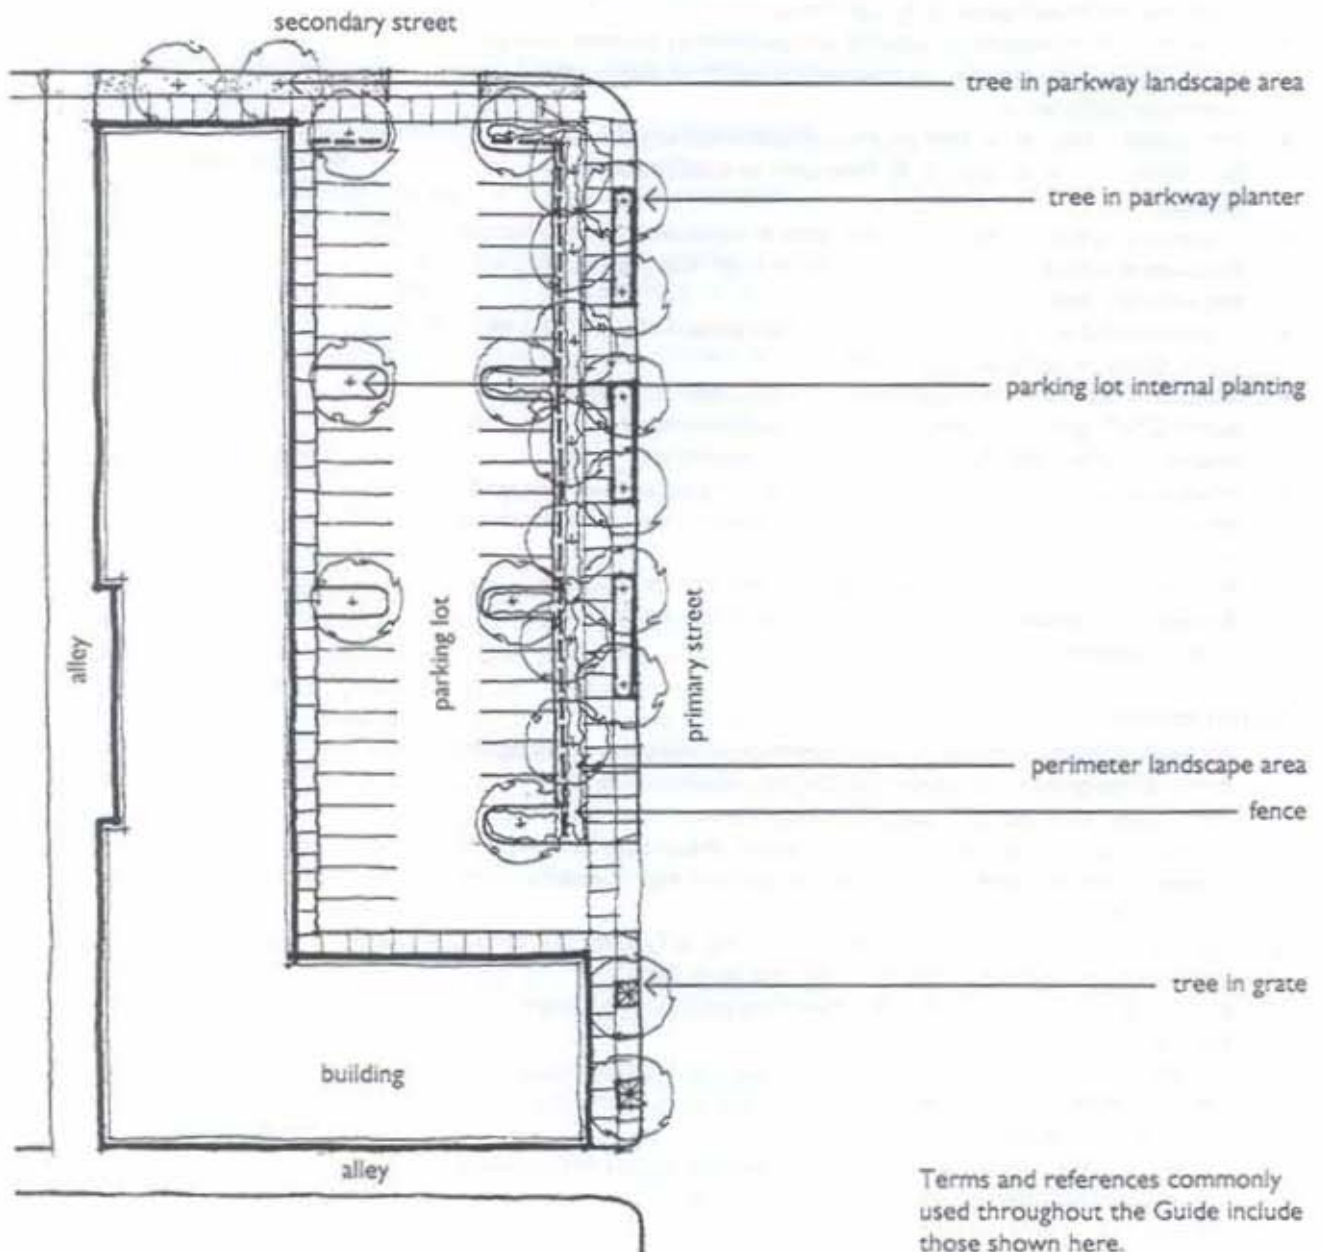 secondary street
tree in parkway landscape area
tree in parkway planter
parking lot internal planting
alley
parking lot
primary street
perimeter landscape area
fence
tree in grate
building
alley
Terms and references commonly
used throughout the Guide include
those shown here.